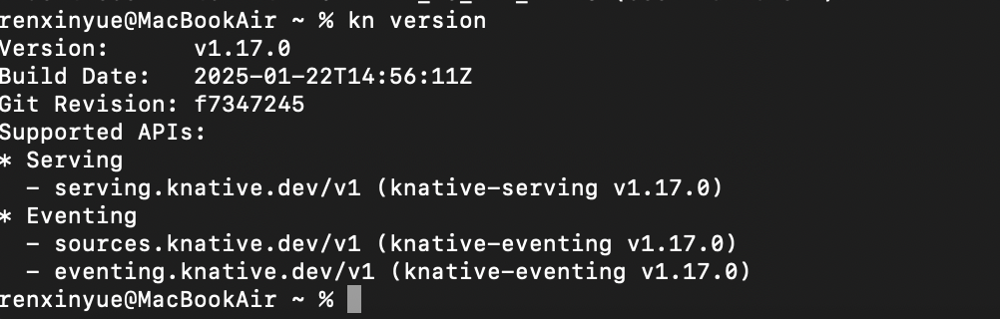 renxinyue@MacBookAir ~ % kn version
Version:      v1.17.0
Build Date:   2025-01-22T14:56:11Z
Git Revision: f7347245
Supported APIs:
* Serving
  - serving.knative.dev/v1 (knative-serving v1.17.0)
* Eventing
  - sources.knative.dev/v1 (knative-eventing v1.17.0)
  - eventing.knative.dev/v1 (knative-eventing v1.17.0)
renxinyue@MacBookAir ~ %